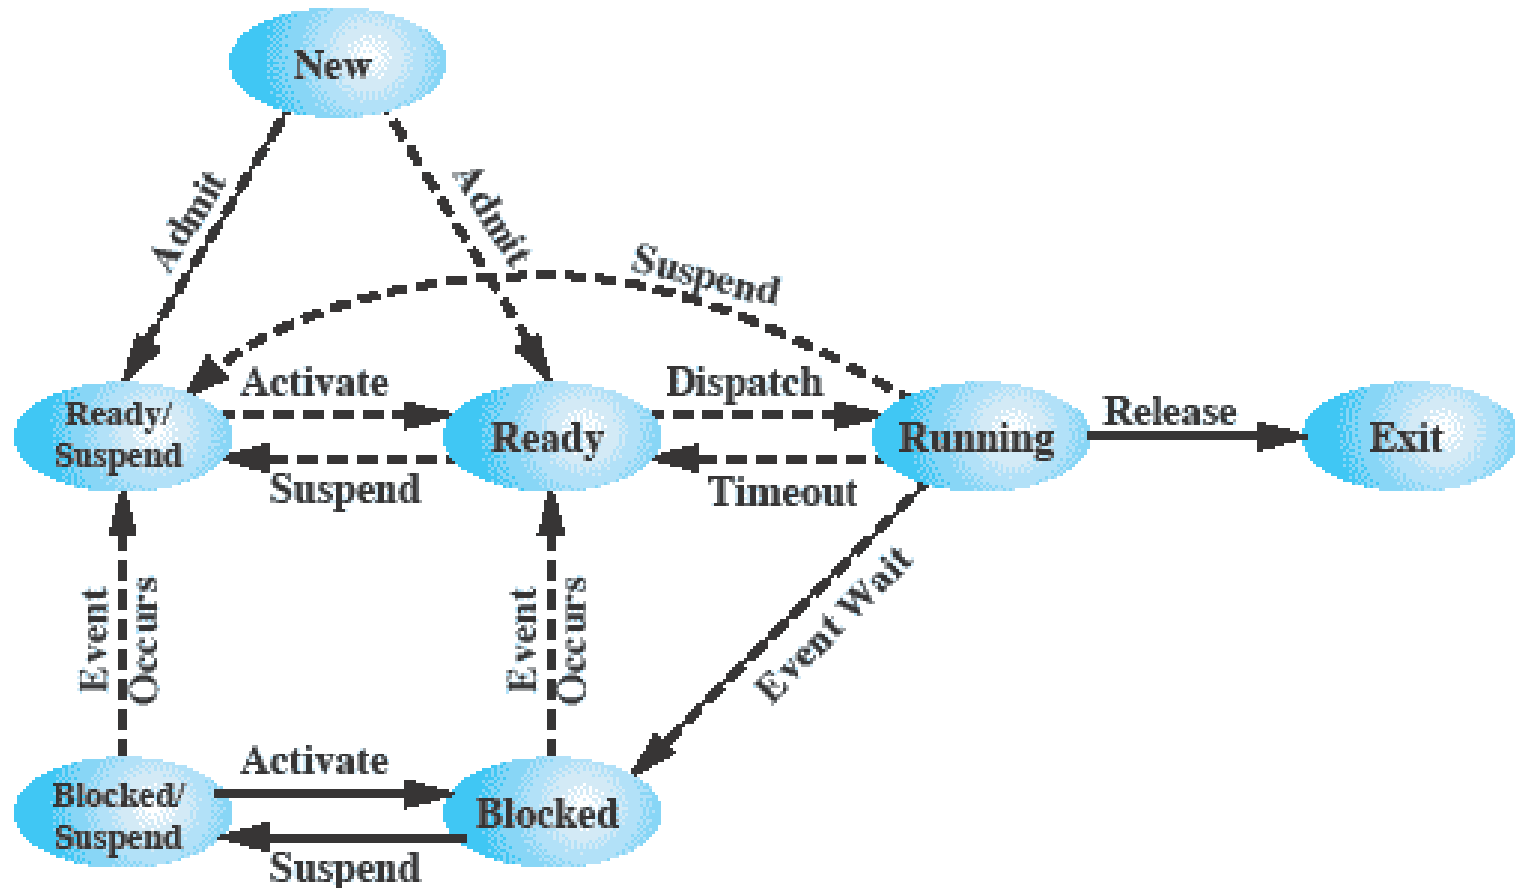 New
Admit
Admit
Suspend
Activate
Dispatch
Ready/
Suspend
Ready
Running
Release
Exit
Suspend
Timeout
Event
Occurs
Event
Occurs
Event Wait
Activate
Blocked/
Suspend
Blocked
Suspend